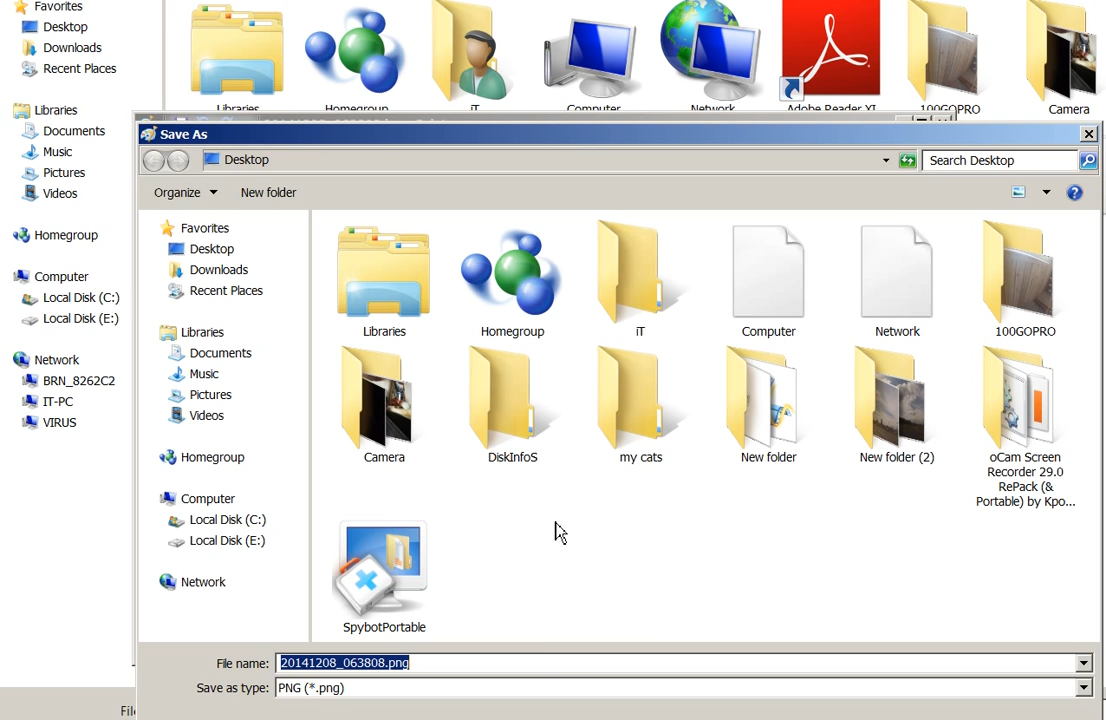 Favorites
Desktop
Downloads
Recent Places
Libraries
Documents
Music
Pictures
Videos
Homegroup
Computer
Local Disk (C:)
Local Disk (E:)
Network
BRN_8262C2
IT-PC
VIRUS
Libraries
Homegroup
iT
Computer
Network
Adobe Reader XI
100GOPRO
Camera
Save As
Desktop
Search Desktop
Organize
New folder
Favorites
Desktop
Downloads
Recent Places
Libraries
Documents
Music
Pictures
Videos
Homegroup
Computer
Local Disk (C:)
Local Disk (E:)
Network
Libraries
Homegroup
iT
Computer
Network
100GOPRO
Camera
DiskInfoS
my cats
New folder
New folder (2)
oCam Screen
Recorder 29.0
RePack (&
Portable) by Kpo...
SpybotPortable
File name:
20141208_063808.png
Save as type:
PNG (*.png)